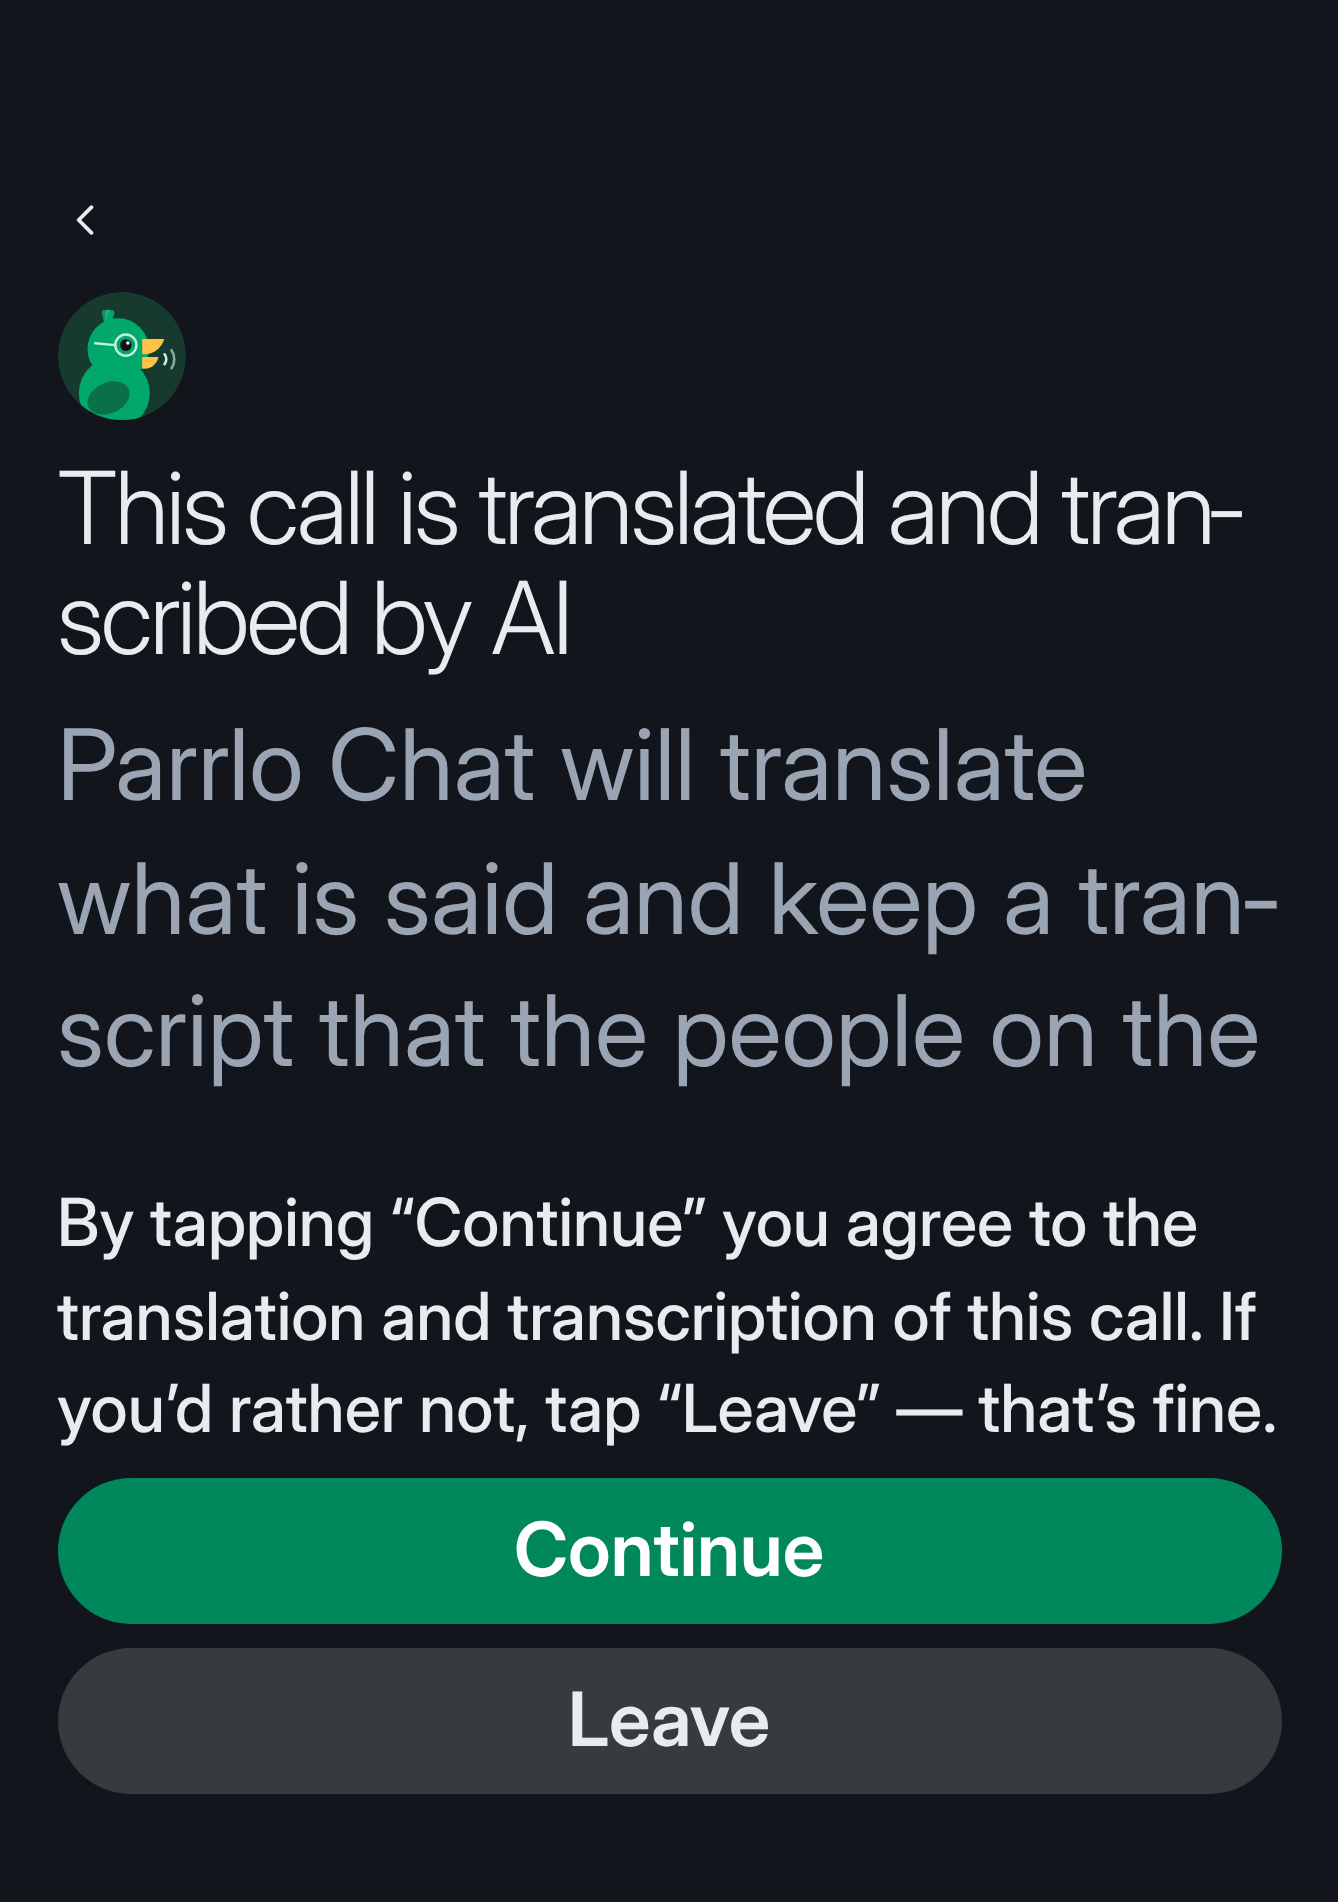 This call is translated and tran-
scribed by AI
Parrlo Chat will translate
what is said and keep a tran-
script that the people on the
By tapping “Continue” you agree to the
translation and transcription of this call. If
you’d rather not, tap “Leave” — that’s fine.
Continue
Leave